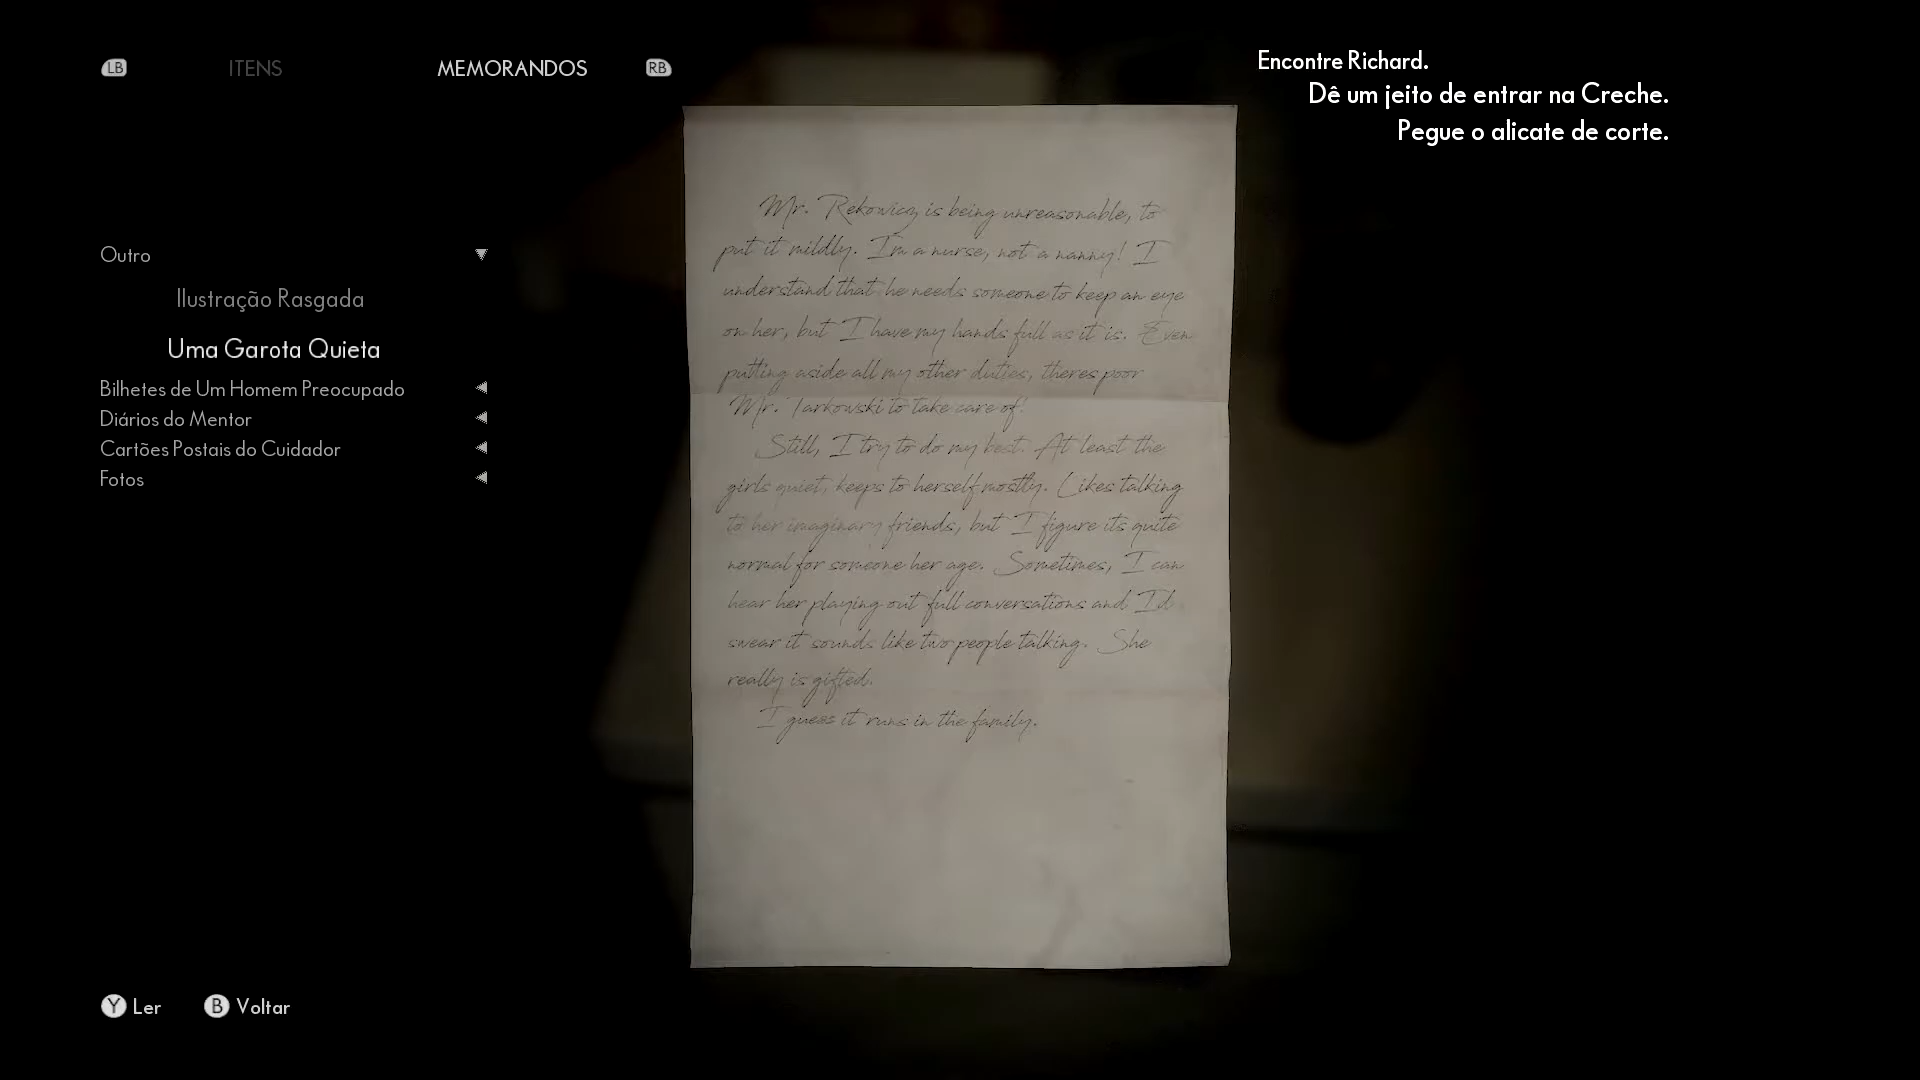 LB ITENS MEMORANDOS RB
Encontre Richard.
Dê um jeito de entrar na Creche.
Pegue o alicate de corte.
Outro
Ilustração Rasgada
Uma Garota Quieta
Bilhetes de Um Homem Preocupado
Diários do Mentor
Cartões Postais do Cuidador
Fotos
Mr. Rekowicz is being unreasonable, to
put it mildly. I'm a nurse, not a nanny! I
understand that he needs someone to keep an eye
on her, but I have my hands full as it is. Even
putting aside all my other duties, theres poor
Mr. Tarkowski to take care of!
Still, I try to do my best. At least the
girls quiet, keeps to herself mostly. Likes talking
to her imaginary friends, but I figure its quite
normal for someone her age. Sometimes, I can
hear her playing out full conversations and I'd
swear it sounds like two people talking. She
really is gifted.
I guess it runs in the family.
Y Ler B Voltar